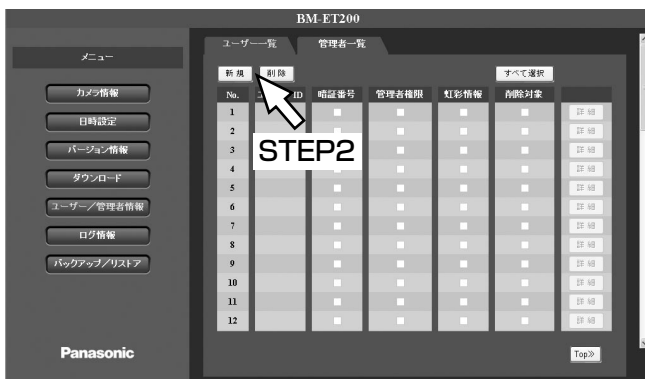 BM-ET200
メニュー
カメラ情報
日時設定
バージョン情報
ダウンロード
ユーザー／管理者情報
ログ情報
バックアップ／リストア
Panasonic
ユーザー一覧 管理者一覧
新規 削除 すべて選択
No. ID 暗証番号 管理者権限 虹彩情報 削除対象
1 詳細
2 詳細
3 詳細
4 詳細
5 詳細
6 詳細
7 詳細
8 詳細
9 詳細
10 詳細
11 詳細
12 詳細
STEP2
Top≫